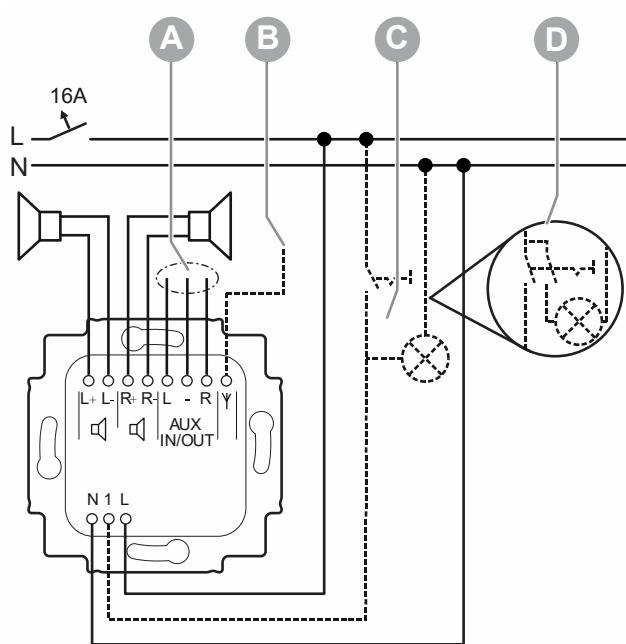 A B C D
16A
L
N
L+ L- R+ R- L - R
AUX
IN/OUT
N 1 L